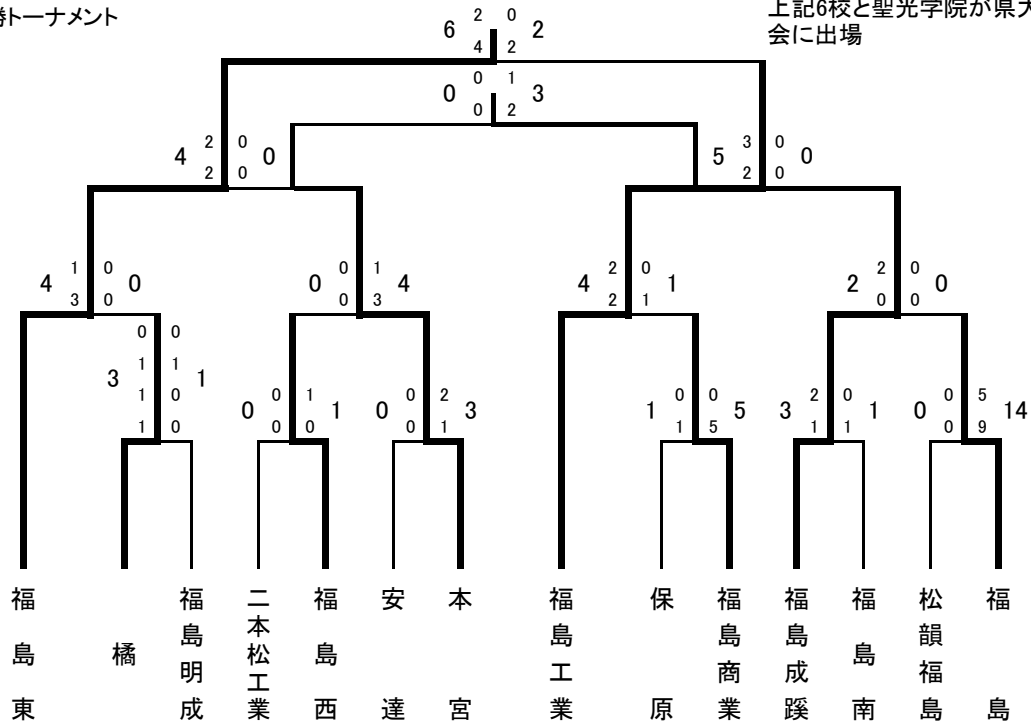 勝トーナメント
上記6校と聖光学院が県大
会に出場
6 2 0 2
4 2
0 0 1 3
0 2
4 2 0 0
2 0
5 3 0 0
2 0
4 1 0 0
3 0
0 0 1 4
0 3
4 2 0 1
2 1
2 2 0 0
0 0
0 0
1 1
3 1
1 0
1 0
0 0 1 1
0 0
0 0 2 3
0 1
1 0 0 5
1 5
3 2 0 1
1 1
0 0 5 14
0 9
福島東
橘
福島明成
二本松工業
福島西
安達
本宮
福島工業
保原
福島商業
福島成蹊
福島南
松韻福島
福島